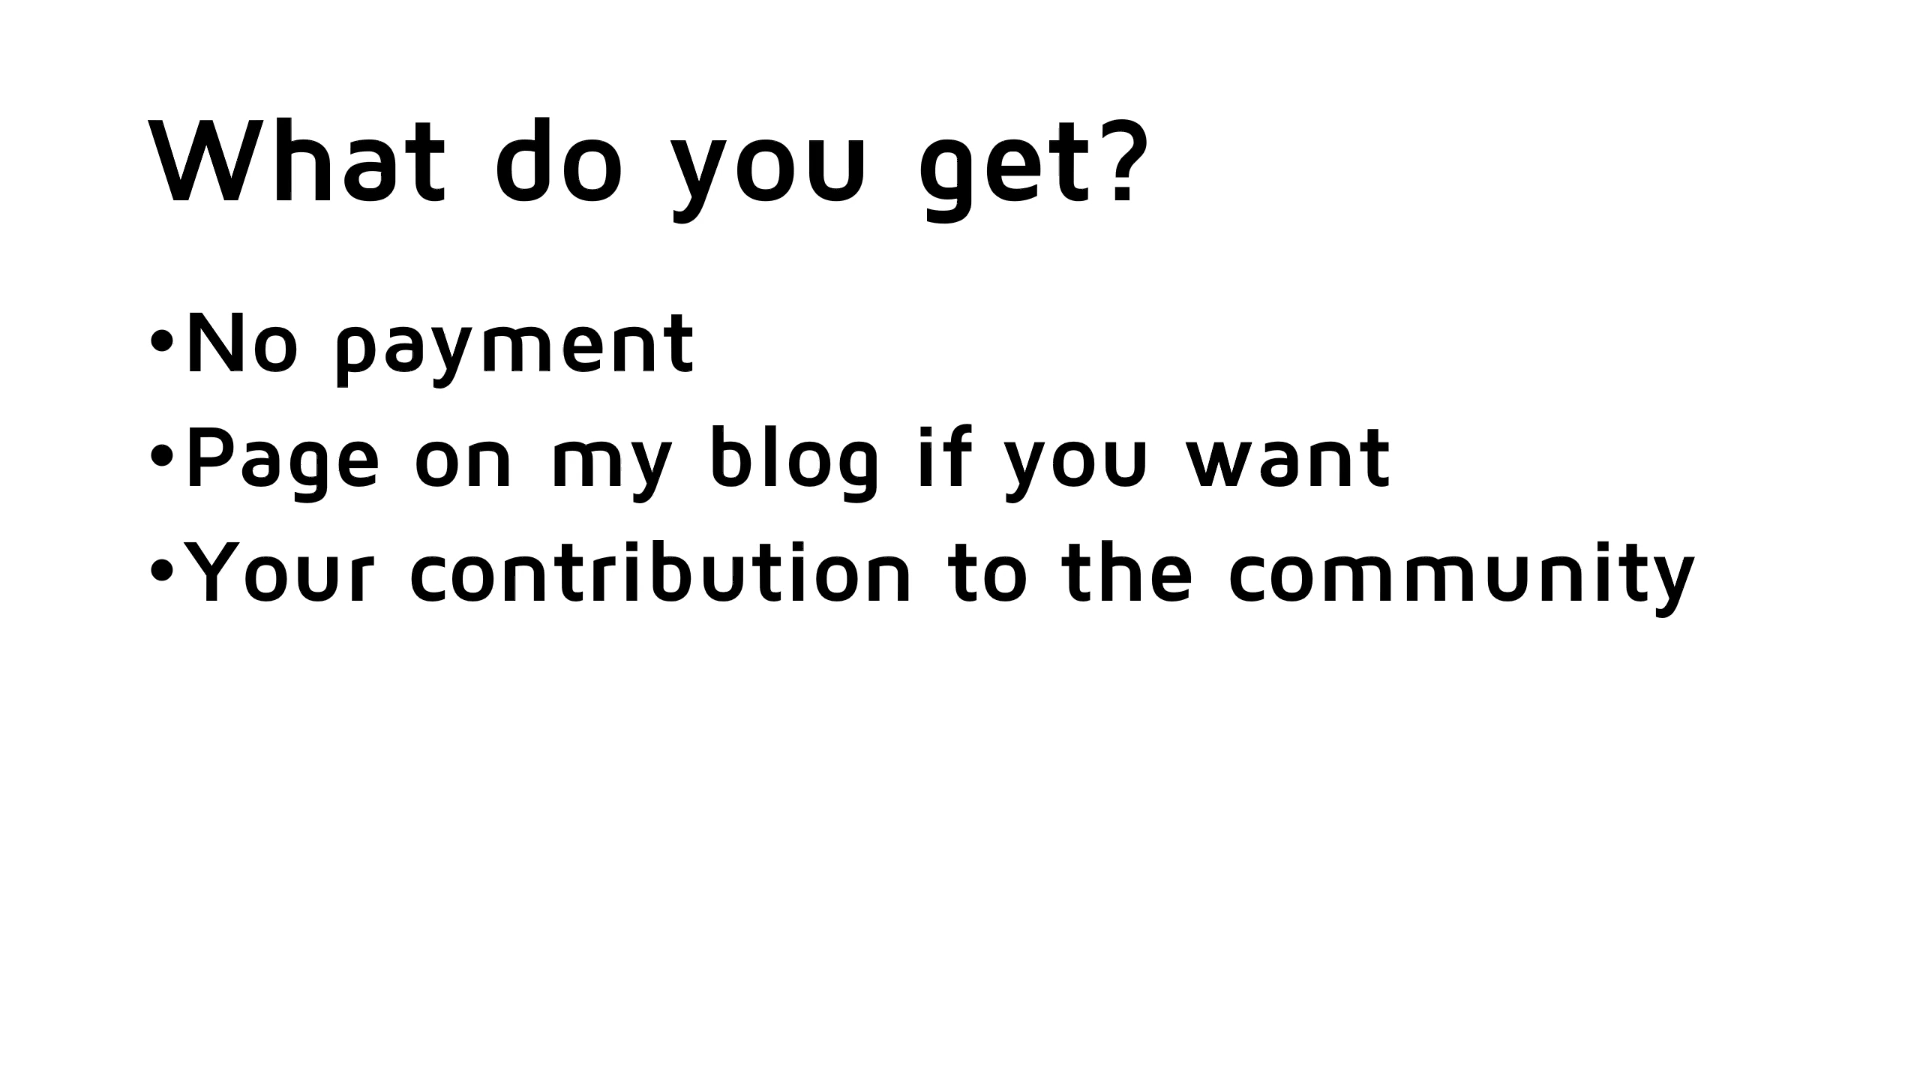 What do you get?
•No payment
•Page on my blog if you want
•Your contribution to the community